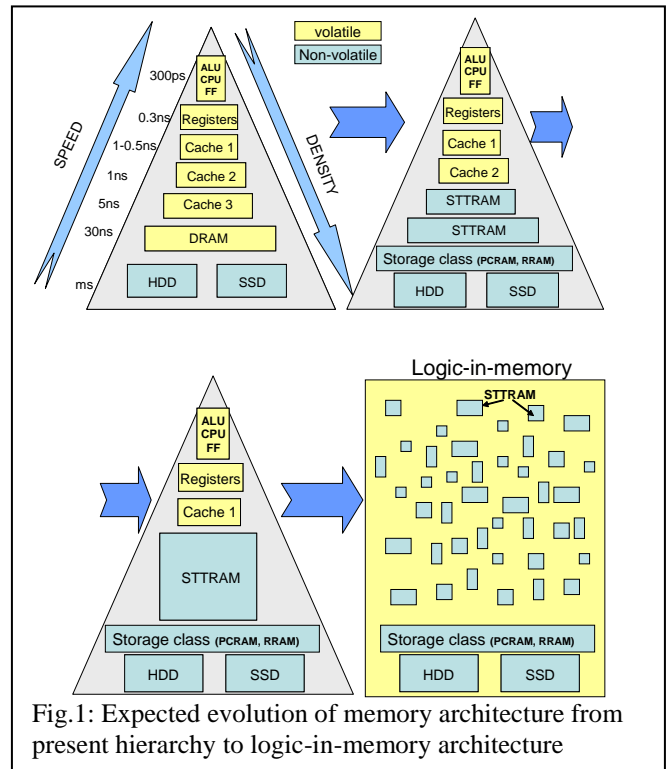 volatile
Non-volatile
SPEED
DENSITY
300ps
0.3ns
1-0.5ns
1ns
5ns
30ns
ms
ALU
CPU
FF
Registers
Cache 1
Cache 2
Cache 3
DRAM
HDD
SSD
ALU
CPU
FF
Registers
Cache 1
Cache 2
STTRAM
STTRAM
Storage class (PCRAM, RRAM)
HDD
SSD
ALU
CPU
FF
Registers
Cache 1
STTRAM
Storage class (PCRAM, RRAM)
HDD
SSD
Logic-in-memory
STTRAM
Storage class (PCRAM, RRAM)
HDD
SSD
Fig.1: Expected evolution of memory architecture from
present hierarchy to logic-in-memory architecture